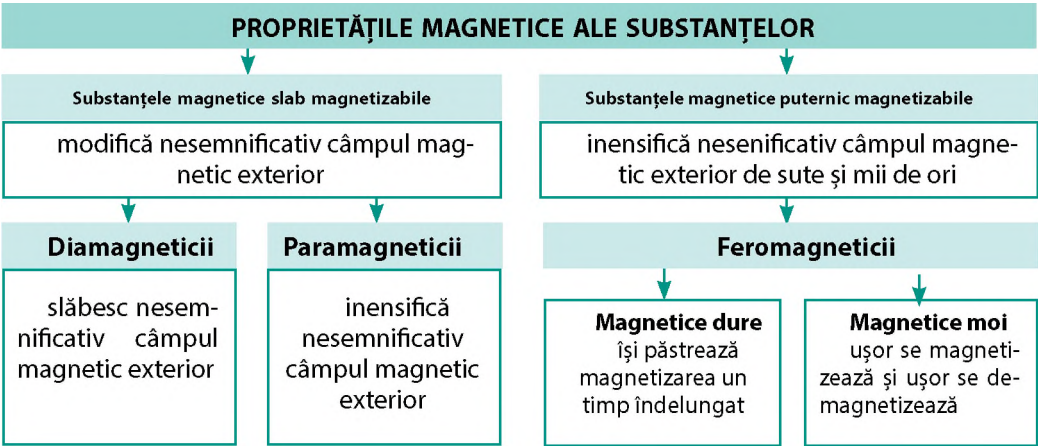 PROPRIETĂȚILE MAGNETICE ALE SUBSTANȚELOR
Substanțele magnetice slab magnetizabile
modifică nesemnificativ câmpul mag-
netic exterior
Substanțele magnetice puternic magnetizabile
inensifică nesenificativ câmpul magne-
tic exterior de sute și mii de ori
Diamagneticii
slăbesc nesem-
nificativ câmpul
magnetic exterior
Paramagneticii
inensifică
nesemnificativ
câmpul magnetic
exterior
Feromagneticii
Magnetice dure
își păstrează
magnetizarea un
timp îndelungat
Magnetice moi
ușor se magneti-
zează și ușor se de-
magnetizează